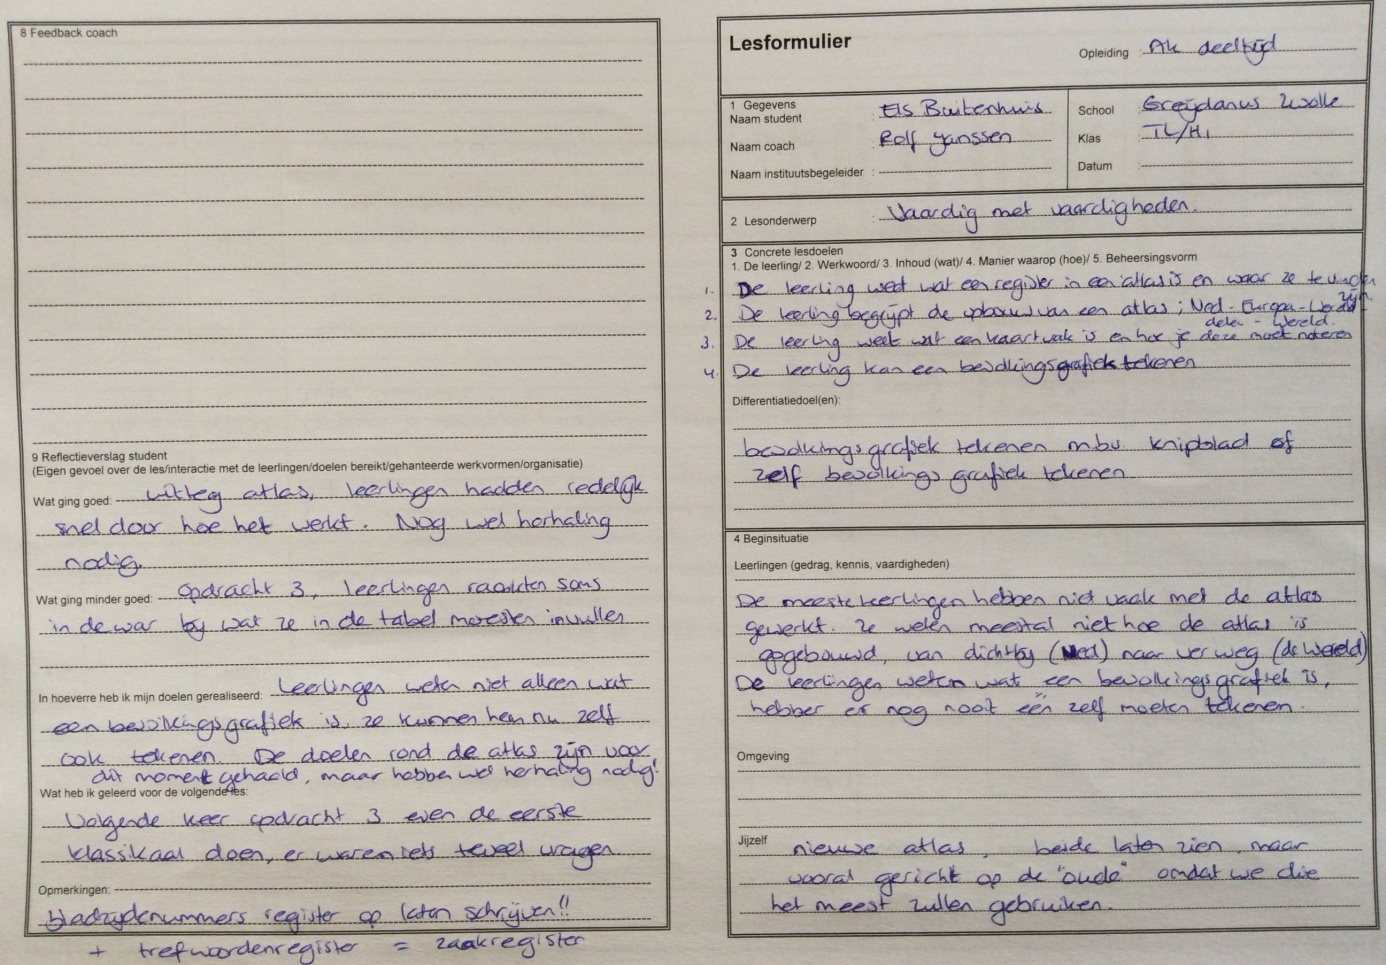 8 Feedback coach
9 Reflectieverslag student
(Eigen gevoel over de les/interactie met de leerlingen/doelen bereikt/gehanteerde werkvormen/organisatie)
Wat ging goed: uitleg atlas, leerlingen hadden redelijk
snel door hoe het werkt. Nog wel herhaling
nodig.
Wat ging minder goed: opdracht 3, leerlingen raakten soms
in de war by wat ze in de tabel moesten invullen
In hoeverre heb ik mijn doelen gerealiseerd: Leerlingen weten niet alleen wat
een bevolkingsgrafiek is, ze kunnen hem nu zelf
ook tekenen. De doelen rond de atlas zijn voor
dit moment gehaald, maar hebben wel herhaling nodig!
Wat heb ik geleerd voor de volgende les:
Volgende keer opdracht 3 even de eerste
klassikaal doen, er waren iets teveel vragen
Opmerkingen:
bladzydenummers register op laten schrijven!!
+ trefwoordenregister = zaakregister
Lesformulier
Opleiding : AK deeltijd
1 Gegevens
Naam student : Els Buitenhuis
Naam coach Rolf Janssen
Naam instituutsbegeleider :
School : Greijdanus Zwolle
Klas : TL/H1
Datum :
2 Lesonderwerp : Vaardig met vaardigheden.
3 Concrete lesdoelen
1. De leerling/ 2. Werkwoord/ 3. Inhoud (wat)/ 4. Manier waarop (hoe)/ 5. Beheersingsvorm
1. De leerling weet wat een register in een atlas is en waar ze te vinden zijn.
2. De leerling begrijpt de opbouw van een atlas; Ned - Europa - Werelddelen - Wereld.
3. De leerling weet wat een kaartvak is en hoe je deze moet noteren
4. De leerling kan een bevolkingsgrafiek tekenen
Differentiatiedoel(en):
bevolkingsgrafiek tekenen m.b.v. knipblad of
zelf bevolkingsgrafiek tekenen
4 Beginsituatie
Leerlingen (gedrag, kennis, vaardigheden)
De meeste leerlingen hebben niet vaak met de atlas
gewerkt. Ze weten meestal niet hoe de atlas is
opgebouwd, van dichtby (Ned) naar ver weg (de wereld)
De leerlingen weten wat een bevolkingsgrafiek is,
hebben er nog nooit één zelf moeten tekenen.
Omgeving
Jijzelf nieuwe atlas, beide laten zien, maar
vooral gericht op de "oude" omdat we die
het meest zullen gebruiken.